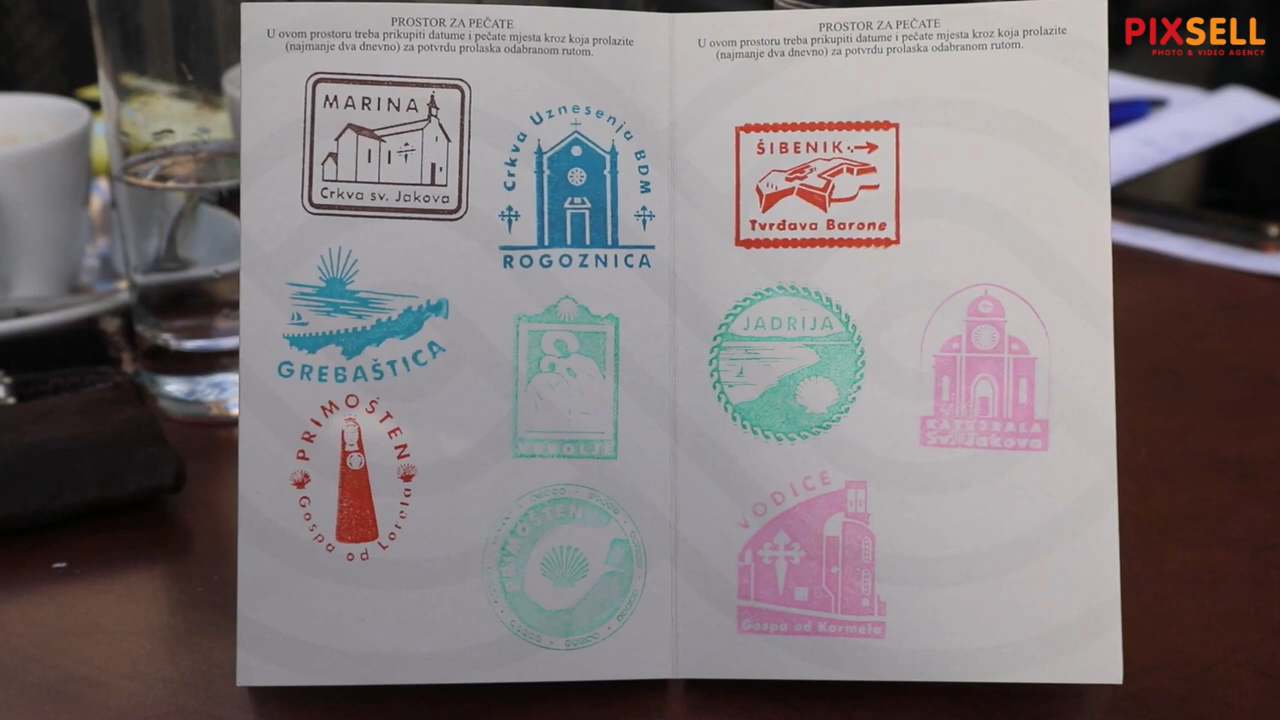 PROSTOR ZA PEČATE
U ovom prostoru treba prikupiti datume i pečate mjesta kroz koja prolazite
(najmanje dva dnevno) za potvrdu prolaska odabranom rutom.
MARINA
Crkva sv. Jakova
Crkva Uznesenja BDM
ROGOZNICA
GREBAŠTICA
PRIMOŠTEN
Gospa od Loreta
PRIMOŠTEN
PROSTOR ZA PEČATE
U ovom prostoru treba prikupiti datume i pečate mjesta kroz koja prolazite
(najmanje dva dnevno) za potvrdu prolaska odabranom rutom.
ŠIBENIK
Tvrđava Barone
JADRIJA
KATEDRALA
Sv. Jakova
VODICE
Gospa od Karmela
PIXSELL
PHOTO & VIDEO AGENCY